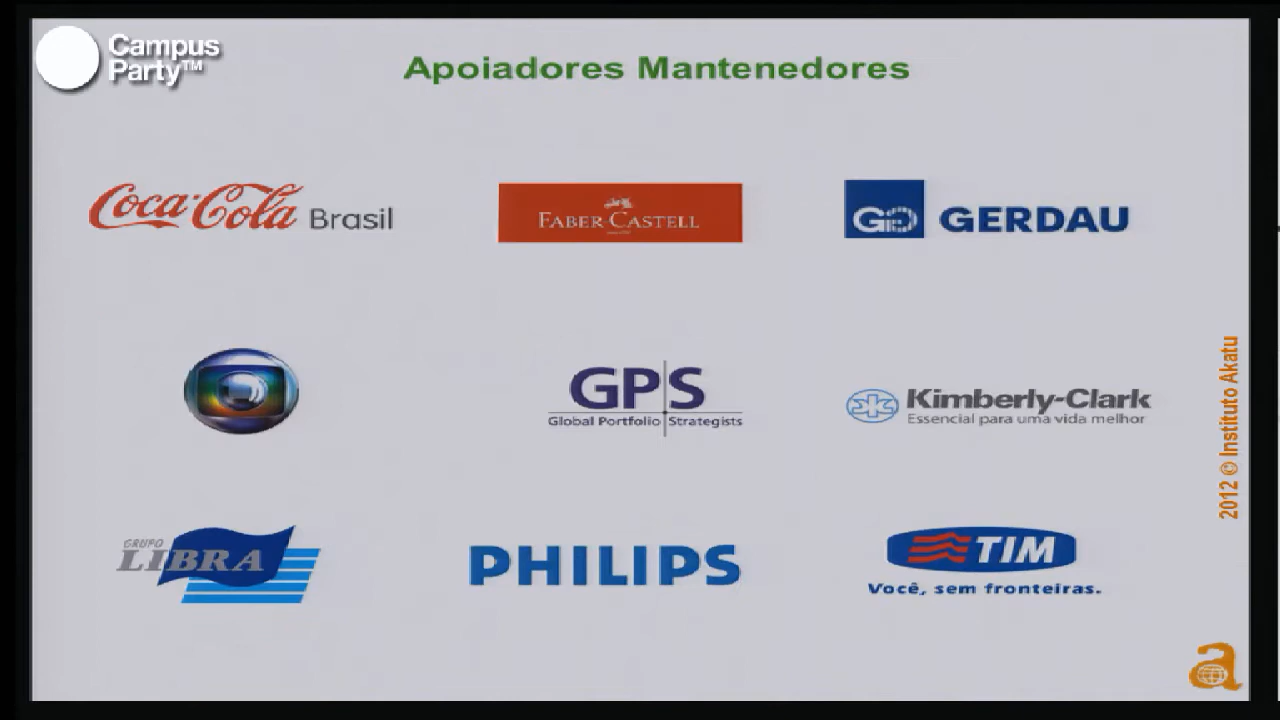 Campus
Party™
Apoiadores Mantenedores
Coca-Cola Brasil
FABER-CASTELL
GERDAU
GPS
Global Portfolio Strategists
Kimberly-Clark
Essencial para uma vida melhor
GRUPO
LIBRA
PHILIPS
TIM
Você, sem fronteiras.
2012 © Instituto Akatu
a